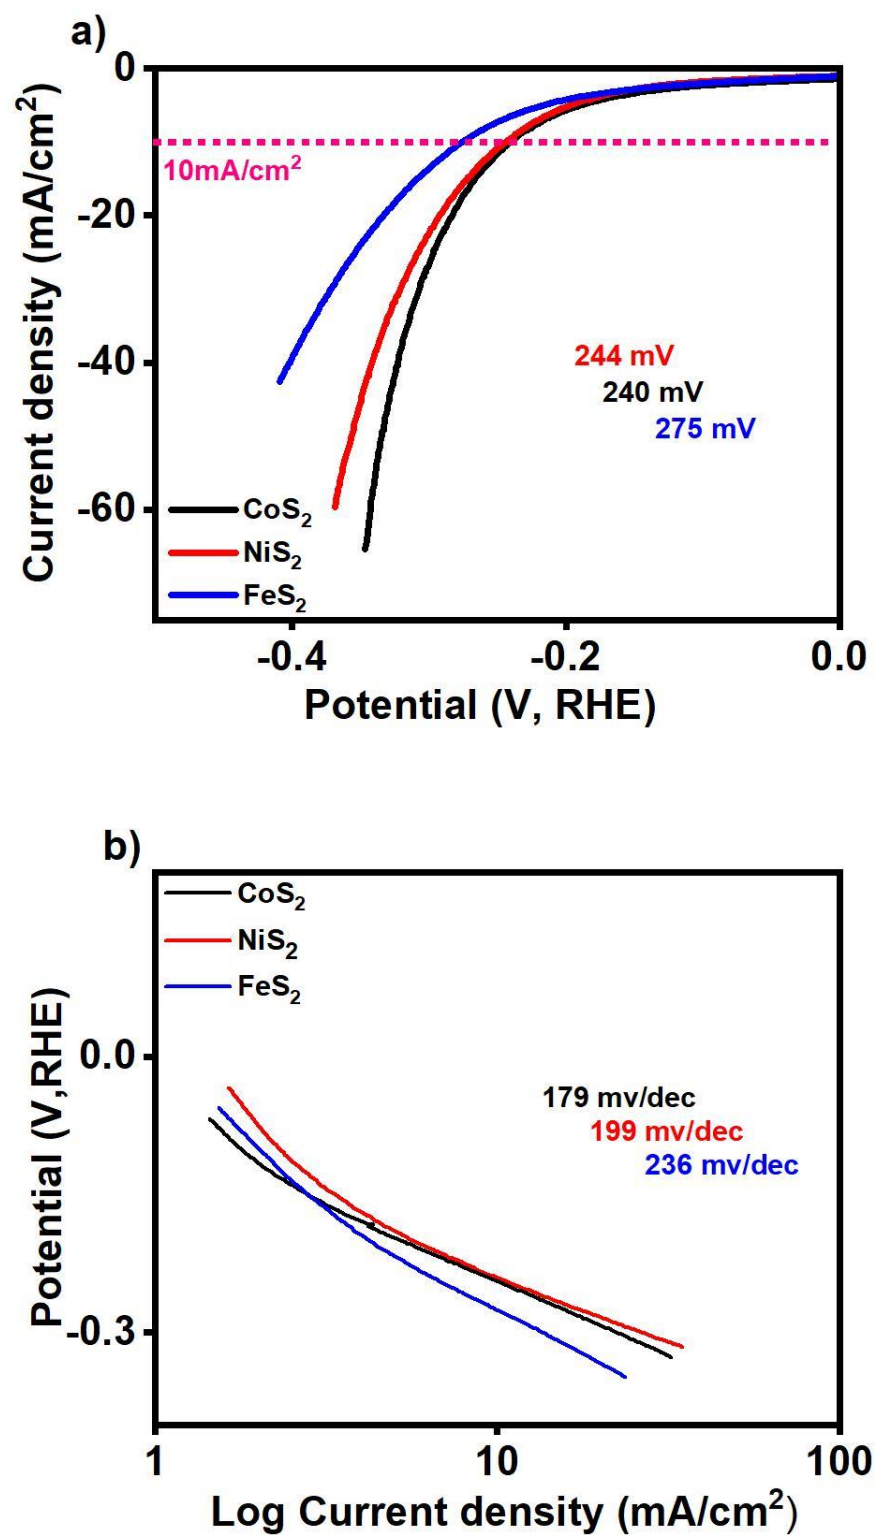 a)
0
-20
-40
-60
Current density (mA/cm²)
10mA/cm²
244 mV
240 mV
275 mV
CoS₂
NiS₂
FeS₂
-0.4 -0.2 0.0
Potential (V, RHE)
b)
CoS₂
NiS₂
FeS₂
0.0
-0.3
Potential (V,RHE)
179 mv/dec
199 mv/dec
236 mv/dec
1 10 100
Log Current density (mA/cm²)